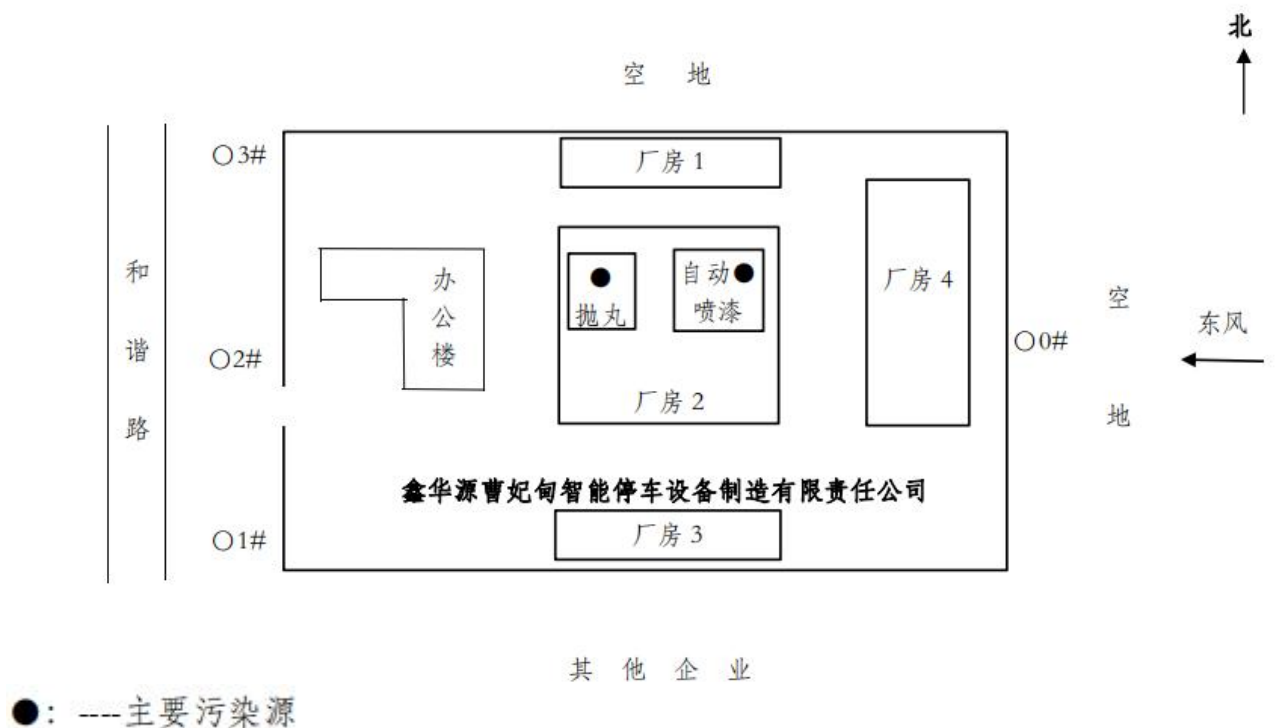 北
空 地
○3#
厂房 1
和谐路
办公楼
自动
抛丸
喷漆
厂房 4
空地
东风
○2#
○0#
厂房 2
鑫华源曹妃甸智能停车设备制造有限责任公司
○1#
厂房 3
其 他 企 业
●：----主要污染源